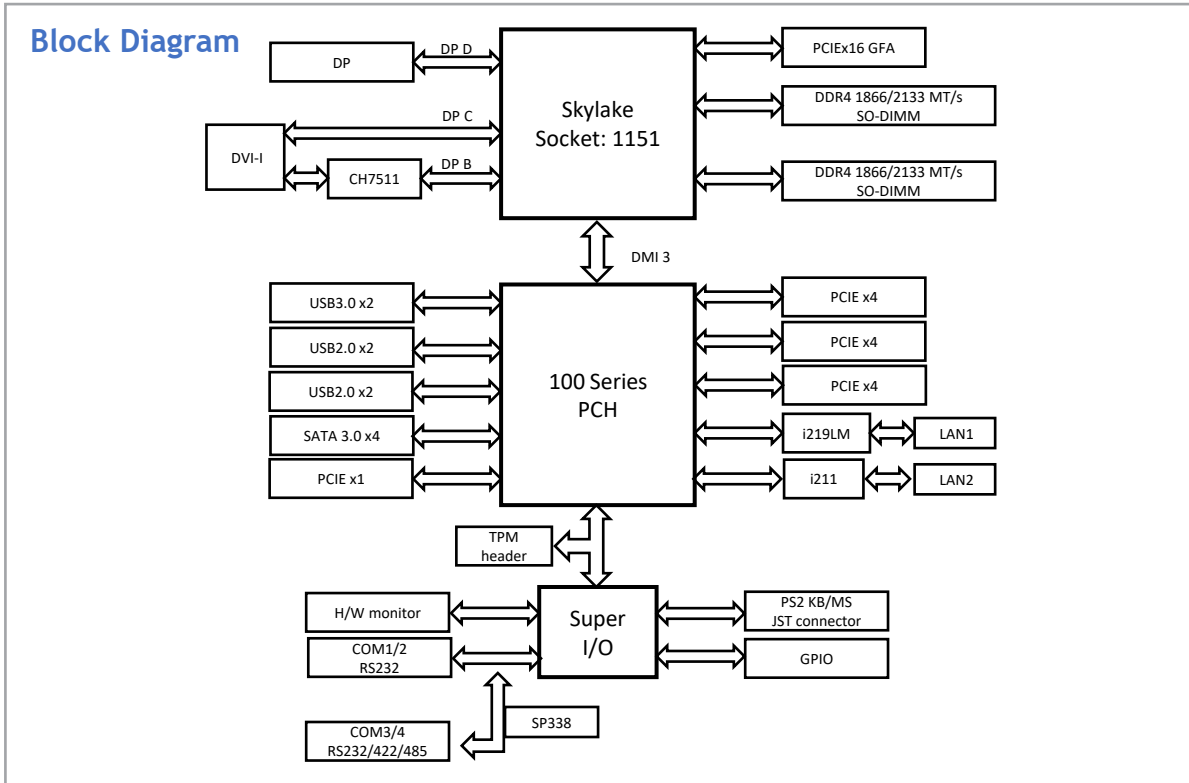 Block Diagram
DP
DP D
DP C
DVI-I
CH7511
DP B
Skylake
Socket: 1151
PCIEx16 GFA
DDR4 1866/2133 MT/s
SO-DIMM
DDR4 1866/2133 MT/s
SO-DIMM
DMI 3
USB3.0 x2
USB2.0 x2
USB2.0 x2
SATA 3.0 x4
PCIE x1
100 Series
PCH
PCIE x4
PCIE x4
PCIE x4
i219LM
LAN1
i211
LAN2
TPM
header
H/W monitor
COM1/2
RS232
Super
I/O
PS2 KB/MS
JST connector
GPIO
SP338
COM3/4
RS232/422/485